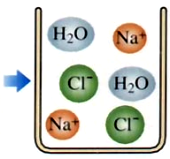 H₂O Na⁺
Cl⁻ H₂O
Na⁺ Cl⁻